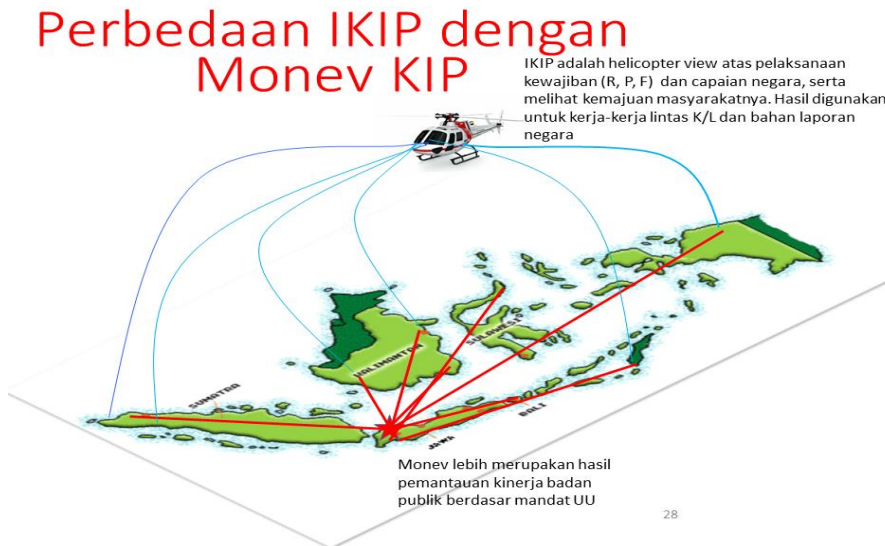 Perbedaan IKIP dengan
Monev KIP
IKIP adalah helicopter view atas pelaksanaan
kewajiban (R, P, F) dan capaian negara, serta
melihat kemajuan masyarakatnya. Hasil digunakan
untuk kerja-kerja lintas K/L dan bahan laporan
negara
SUMATRA
KALIMANTAN
SULAWESI
JAWA
BALI
Monev lebih merupakan hasil
pemantauan kinerja badan
publik berdasar mandat UU
28